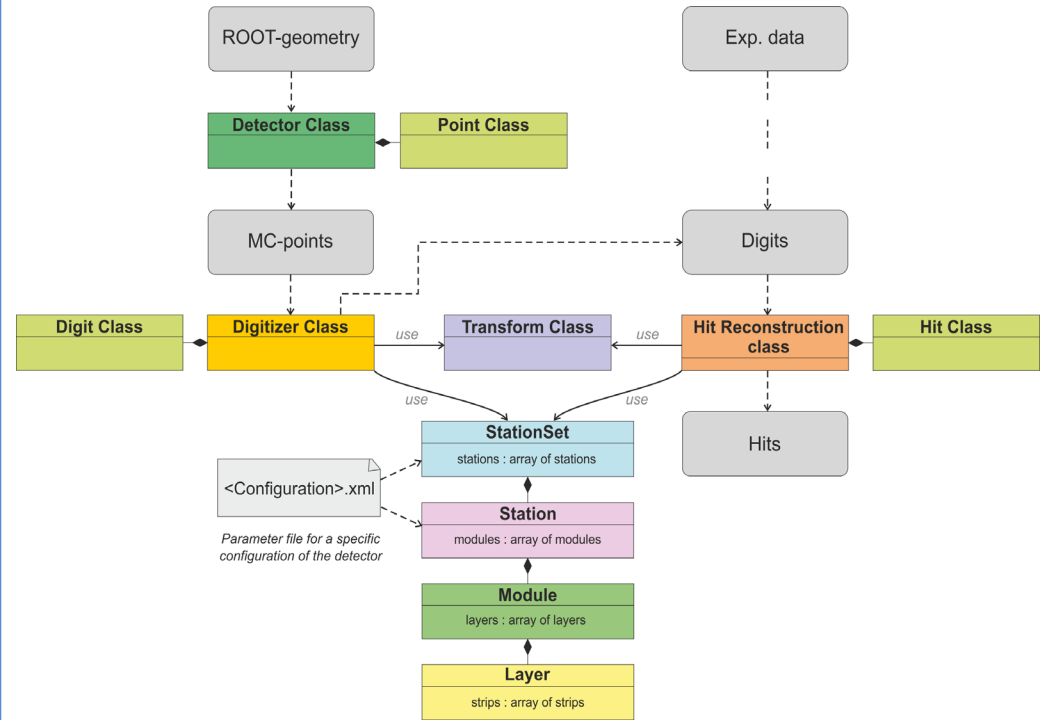 ROOT-geometry
Exp. data
Detector Class
Point Class
MC-points
Digits
Digit Class
Digitizer Class
use
Transform Class
use
Hit Reconstruction
class
Hit Class
use
use
StationSet
stations : array of stations
Hits
<Configuration>.xml
Station
modules : array of modules
Parameter file for a specific
configuration of the detector
Module
layers : array of layers
Layer
strips : array of strips